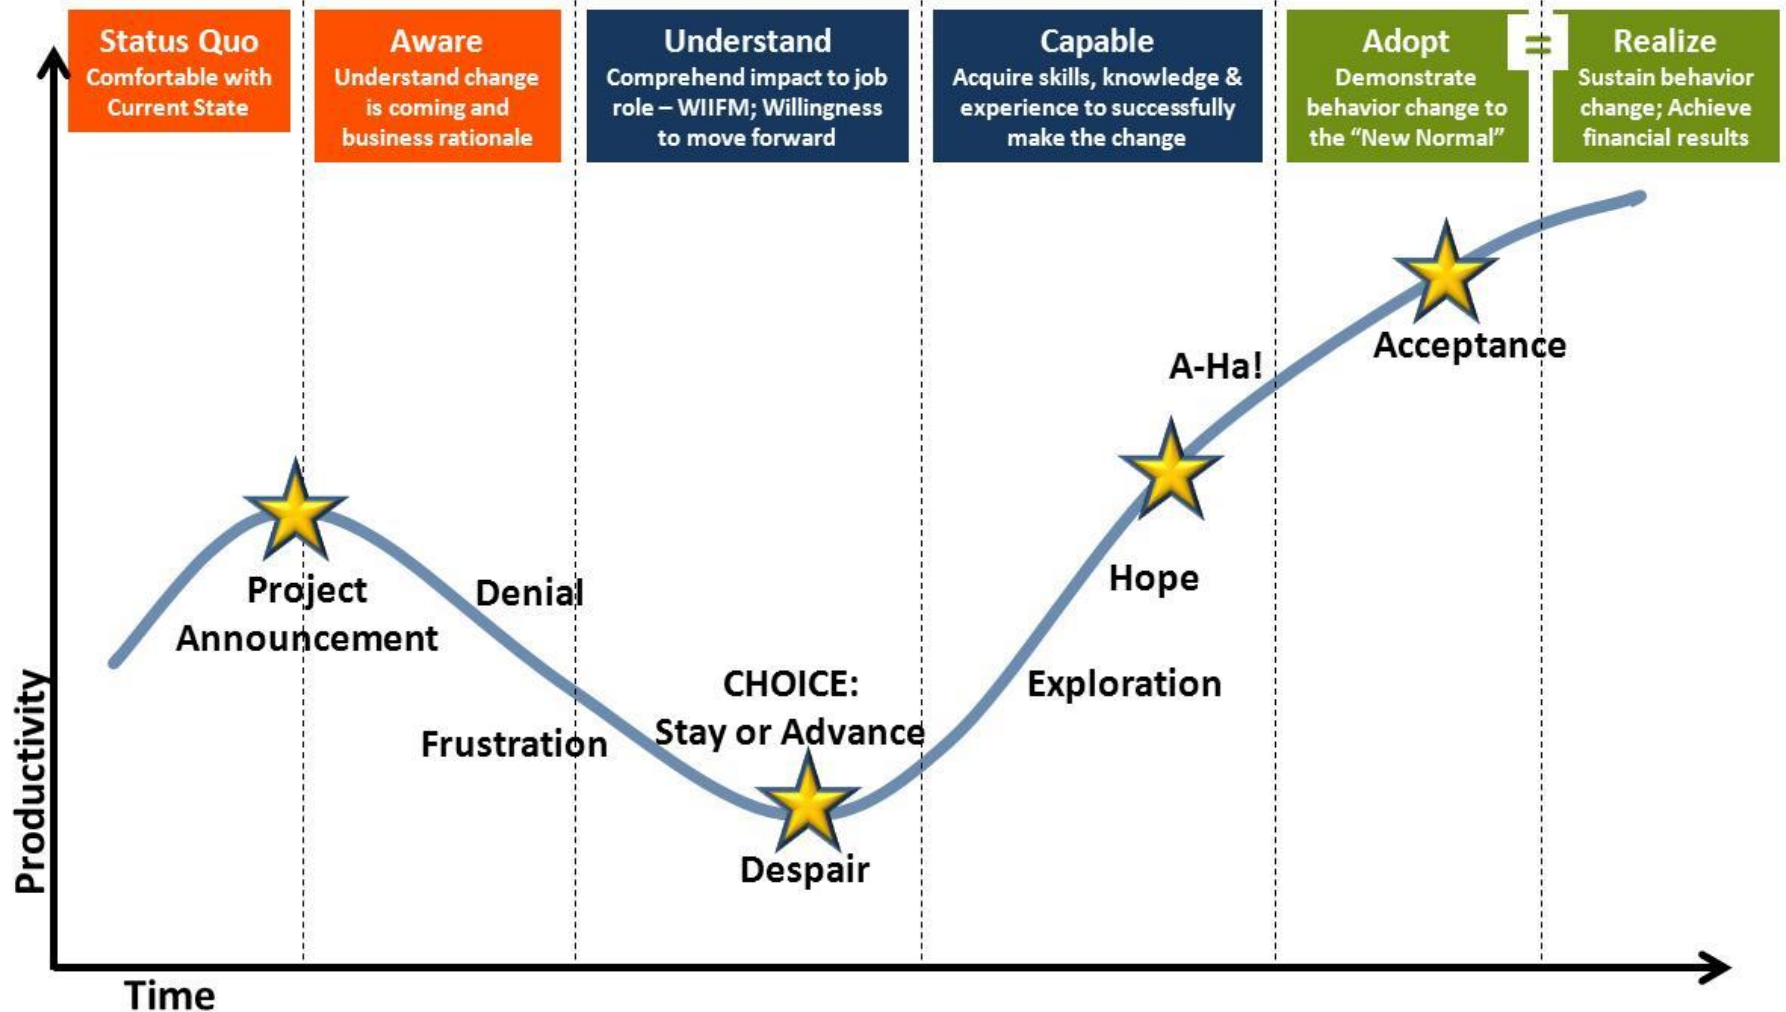 Status Quo
Comfortable with
Current State
Aware
Understand change
is coming and
business rationale
Understand
Comprehend impact to job
role – WIIFM; Willingness
to move forward
Capable
Acquire skills, knowledge &
experience to successfully
make the change
Adopt
Demonstrate
behavior change to
the “New Normal”
=
Realize
Sustain behavior
change; Achieve
financial results
Project
Announcement
Denial
Frustration
CHOICE:
Stay or Advance
Despair
Exploration
Hope
A-Ha!
Acceptance
Productivity
Time